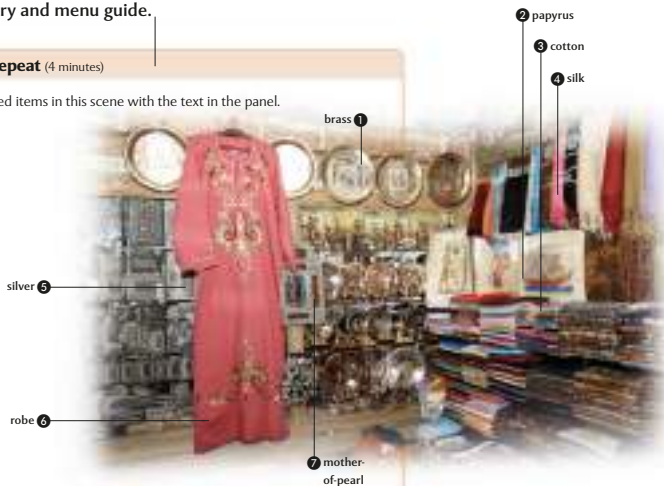 ry and menu guide.
epeat (4 minutes)
ed items in this scene with the text in the panel.
2 papyrus
3 cotton
4 silk
brass 1
silver 5
robe 6
7 mother-
of-pearl